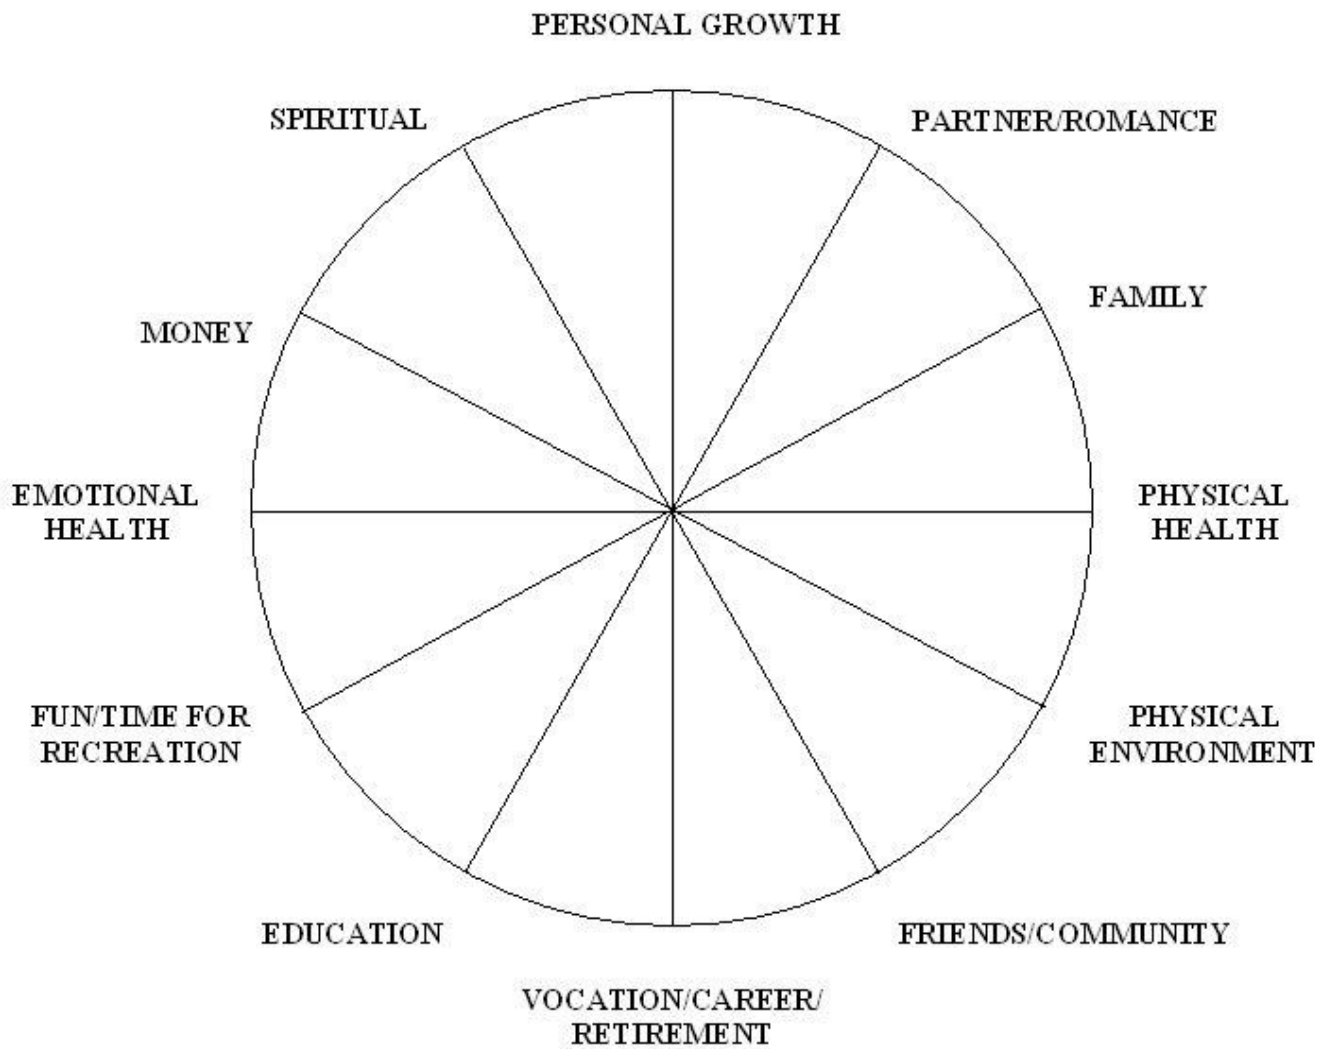 PERSONAL GROWTH
SPIRITUAL
PARTNER/ROMANCE
FAMILY
MONEY
EMOTIONAL
HEALTH
PHYSICAL
HEALTH
FUN/TIME FOR
RECREATION
PHYSICAL
ENVIRONMENT
EDUCATION
FRIENDS/COMMUNITY
VOCATION/CAREER/
RETIREMENT